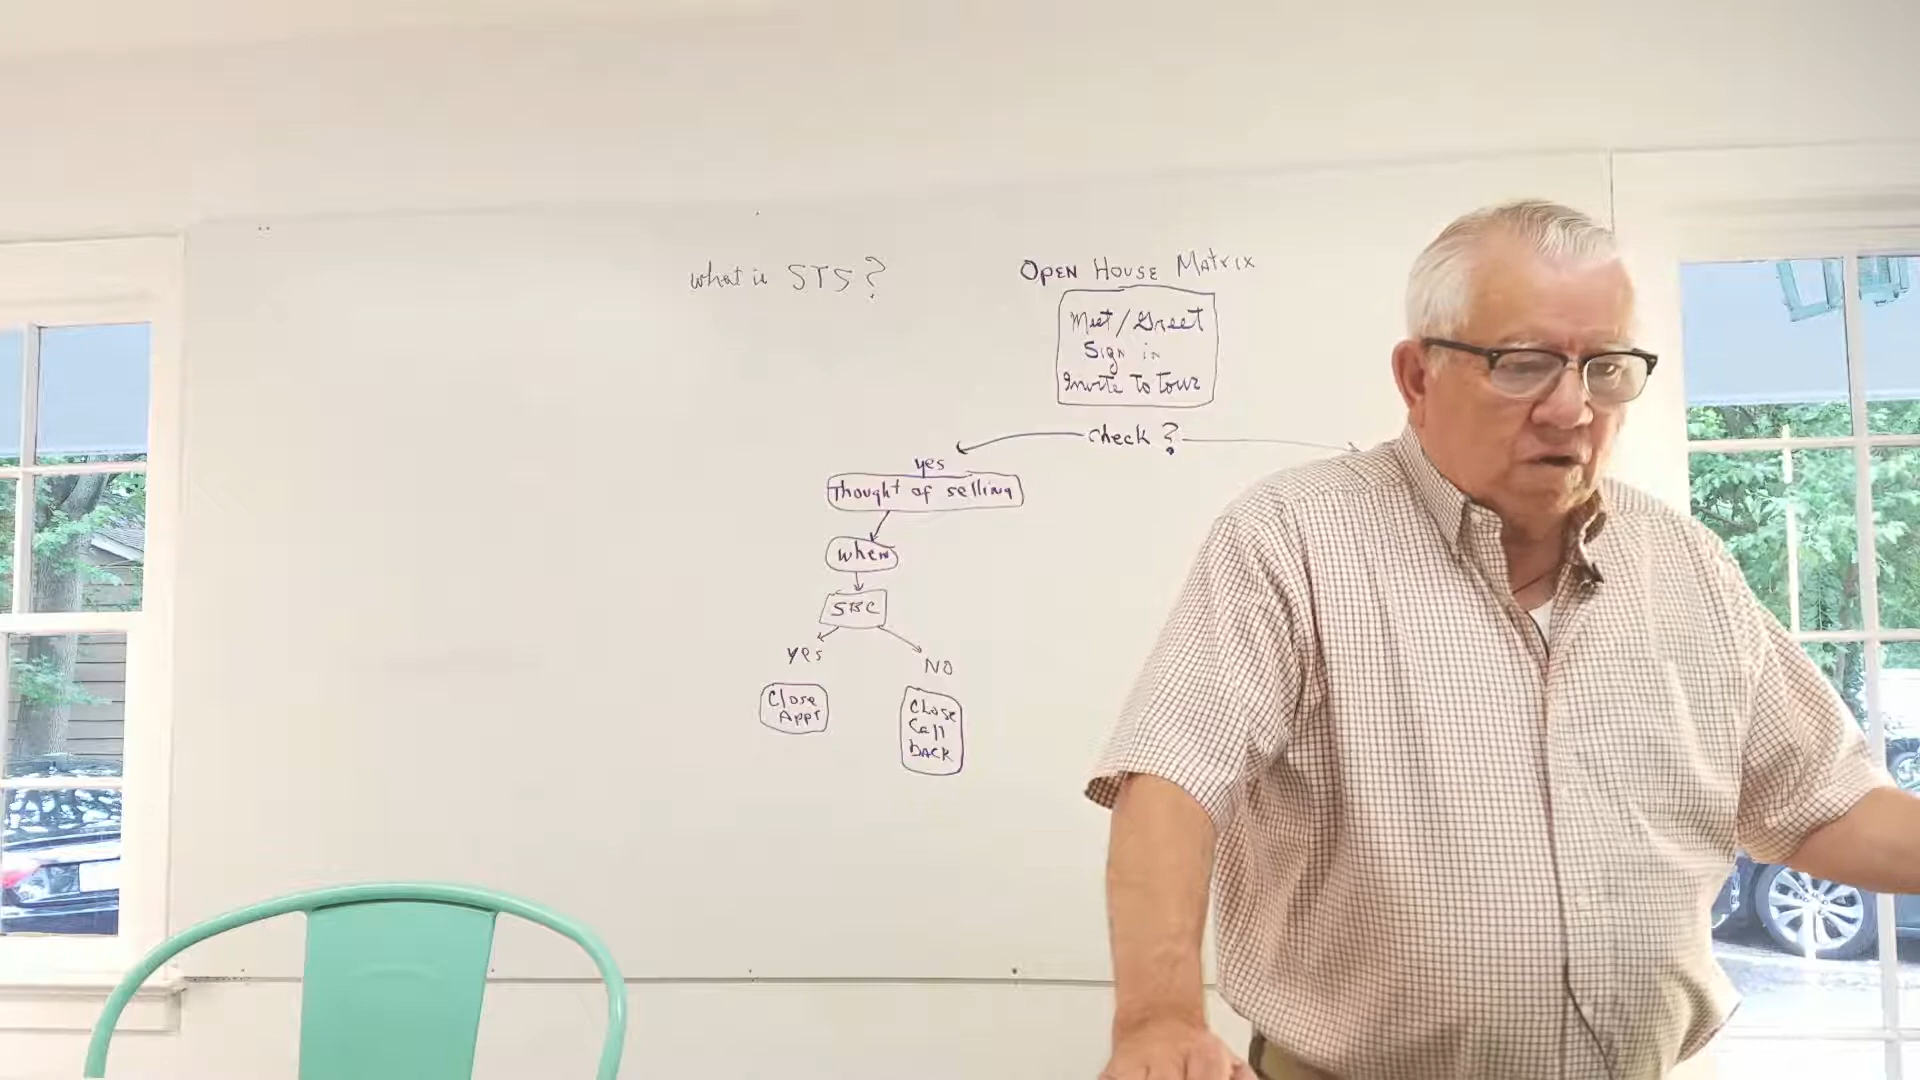 what is STS?
OPEN HOUSE MATRIX
Meet/Greet
Sign in
Invite To Tour
Check?
yes
Thought of selling
when
SBC
Yes
NO
Close
Appt
CLOSE
Call
BACK